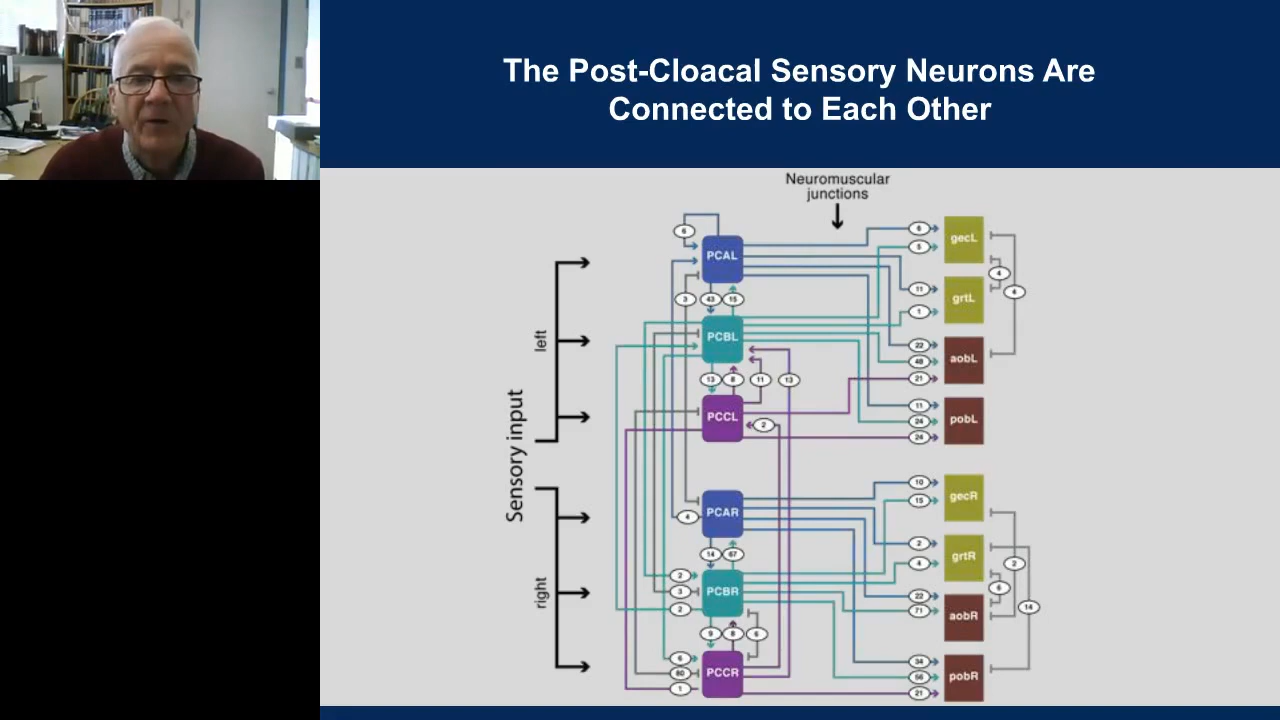 The Post-Cloacal Sensory Neurons Are
Connected to Each Other
Neuromuscular
junctions
Sensory input
left
right
6
PCAL
3
43
15
PCBL
13
8
11
13
PCCL
2
4
PCAR
14
67
2
3
2
PCBR
9
8
6
6
80
1
PCCR
6
5
gecL
11
1
grtL
22
48
21
aobL
11
24
24
pobL
4
4
10
15
gecR
2
4
grtR
22
71
aobR
34
56
21
pobR
2
6
14